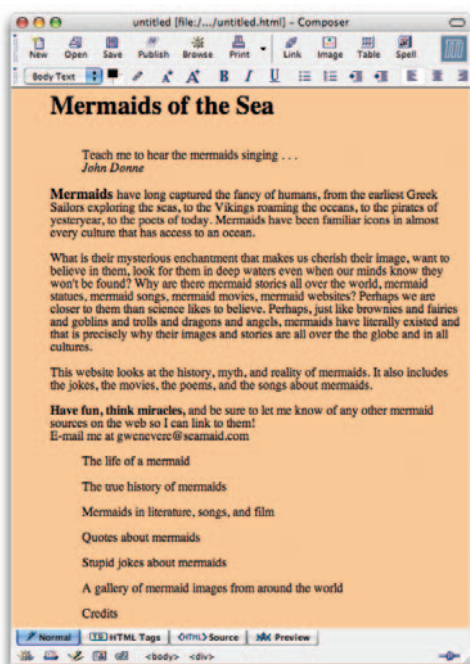 untitled [file:/.../untitled.html] – Composer
New Open Save Publish Browse Print Link Image Table Spell
Body Text B I U
Mermaids of the Sea
Teach me to hear the mermaids singing . . .
John Donne
Mermaids have long captured the fancy of humans, from the earliest Greek
Sailors exploring the seas, to the Vikings roaming the oceans, to the pirates of
yesteryear, to the poets of today. Mermaids have been familiar icons in almost
every culture that has access to an ocean.
What is their mysterious enchantment that makes us cherish their image, want to
believe in them, look for them in deep waters even when our minds know they
won't be found? Why are there mermaid stories all over the world, mermaid
statues, mermaid songs, mermaid movies, mermaid websites? Perhaps we are
closer to them than science likes to believe. Perhaps, just like brownies and fairies
and goblins and trolls and dragons and angels, mermaids have literally existed and
that is precisely why their images and stories are all over the the globe and in all
cultures.
This website looks at the history, myth, and reality of mermaids. It also includes
the jokes, the movies, the poems, and the songs about mermaids.
Have fun, think miracles, and be sure to let me know of any other mermaid
sources on the web so I can link to them!
E-mail me at gwenevere@seamaid.com
The life of a mermaid
The true history of mermaids
Mermaids in literature, songs, and film
Quotes about mermaids
Stupid jokes about mermaids
A gallery of mermaid images from around the world
Credits
Normal HTML Tags <HTML> Source Preview
<body> <div>